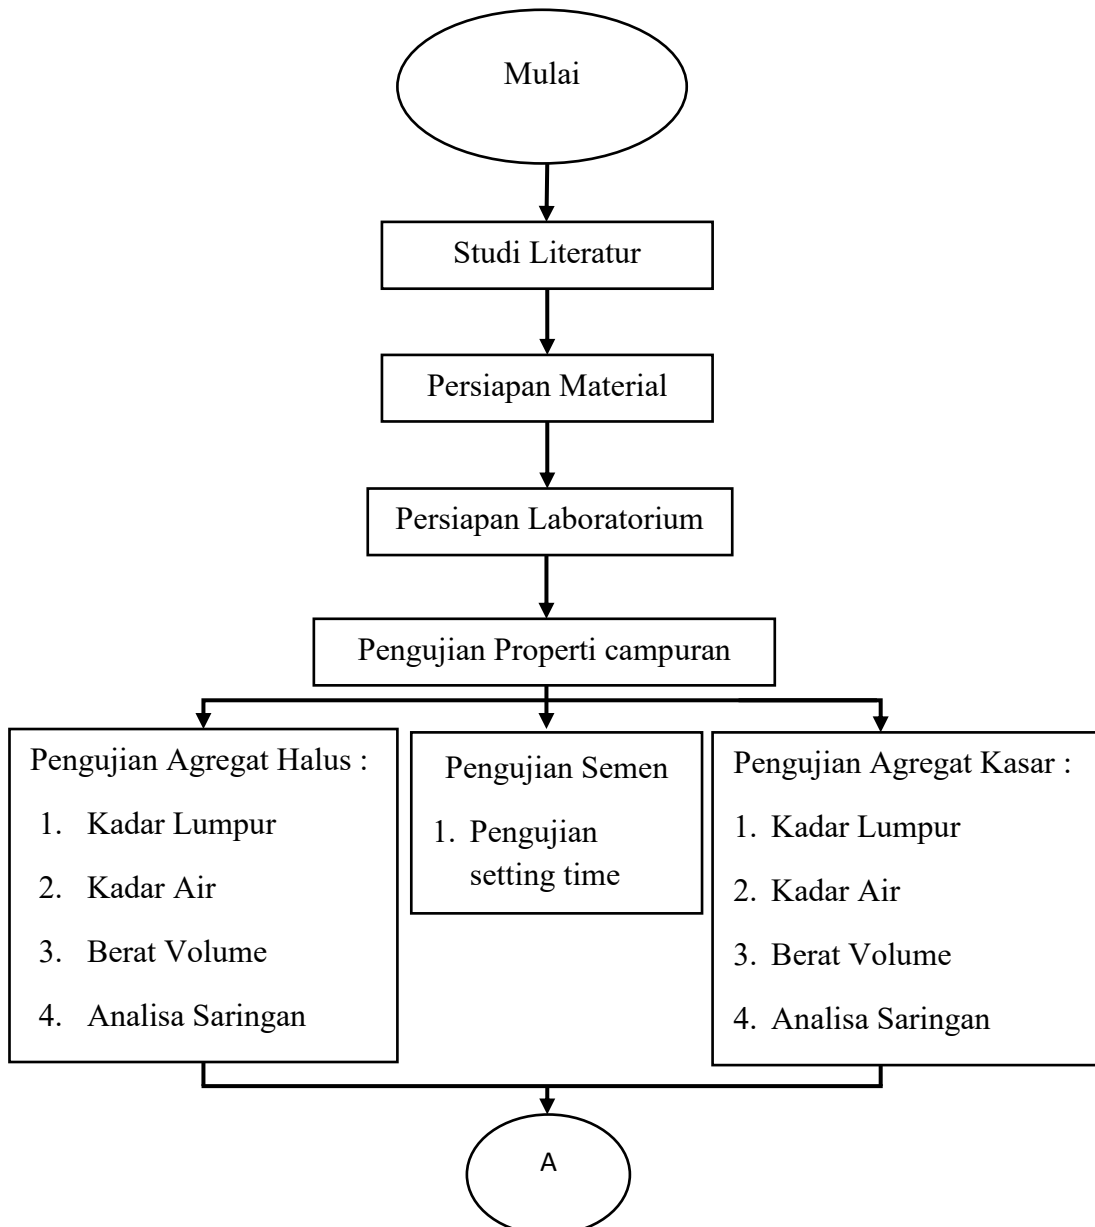 Mulai
Studi Literatur
Persiapan Material
Persiapan Laboratorium
Pengujian Properti campuran
Pengujian Agregat Halus :
1. Kadar Lumpur
2. Kadar Air
3. Berat Volume
4. Analisa Saringan
Pengujian Semen
1. Pengujian
setting time
Pengujian Agregat Kasar :
1. Kadar Lumpur
2. Kadar Air
3. Berat Volume
4. Analisa Saringan
A